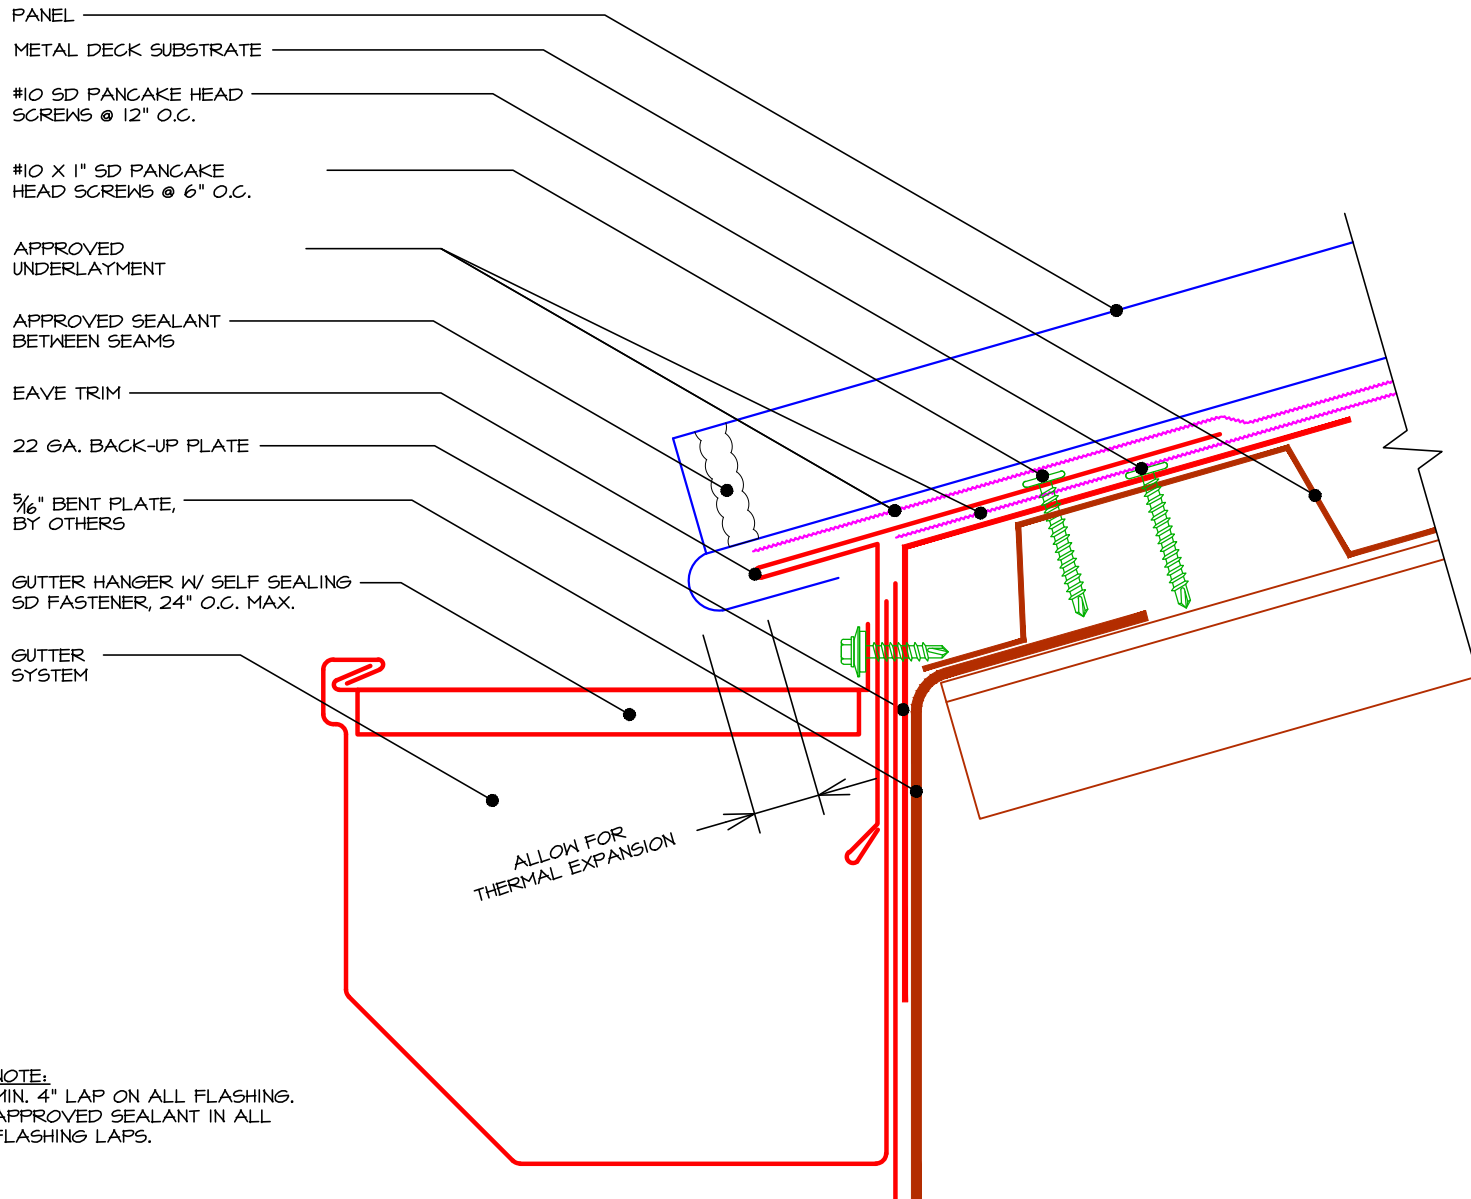 PANEL
METAL DECK SUBSTRATE
#10 SD PANCAKE HEAD
SCREWS @ 12" O.C.
#10 X 1" SD PANCAKE
HEAD SCREWS @ 6" O.C.
APPROVED
UNDERLAYMENT
APPROVED SEALANT
BETWEEN SEAMS
EAVE TRIM
22 GA. BACK-UP PLATE
5/16" BENT PLATE,
BY OTHERS
GUTTER HANGER W/ SELF SEALING
SD FASTENER, 24" O.C. MAX.
GUTTER
SYSTEM
ALLOW FOR
THERMAL EXPANSION
NOTE:
MIN. 4" LAP ON ALL FLASHING.
APPROVED SEALANT IN ALL
FLASHING LAPS.